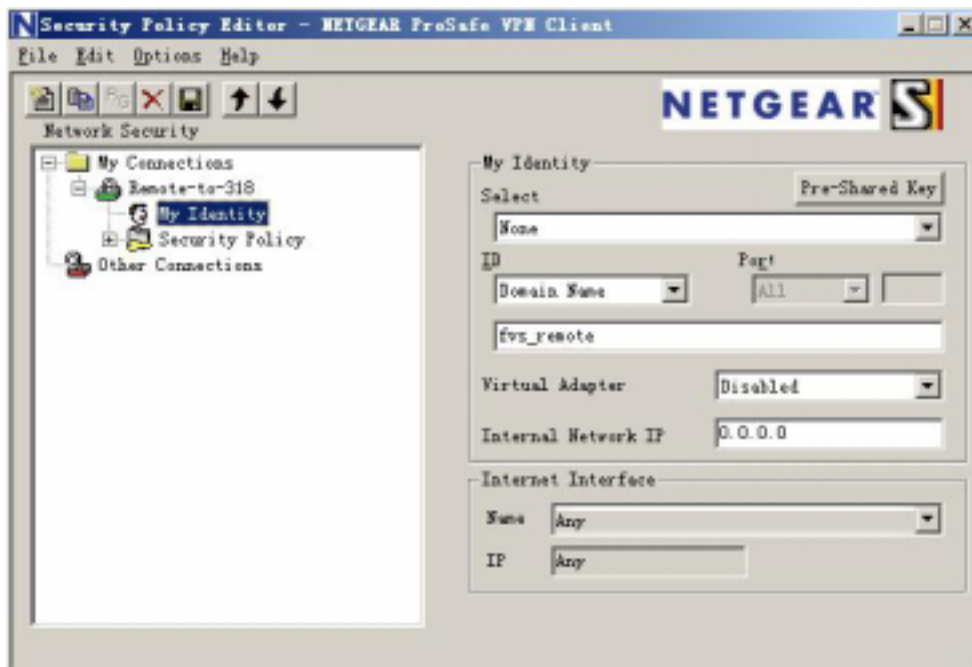 Security Policy Editor - NETGEAR ProSafe VPN Client
File Edit Options Help
NETGEAR
Network Security
My Connections
Remote-to-318
My Identity
Security Policy
Other Connections
My Identity
Select
Pre-Shared Key
None
ID
Port
Domain Name
All
fvs_remote
Virtual Adapter
Disabled
Internal Network IP
0.0.0.0
Internet Interface
Name
Any
IP
Any